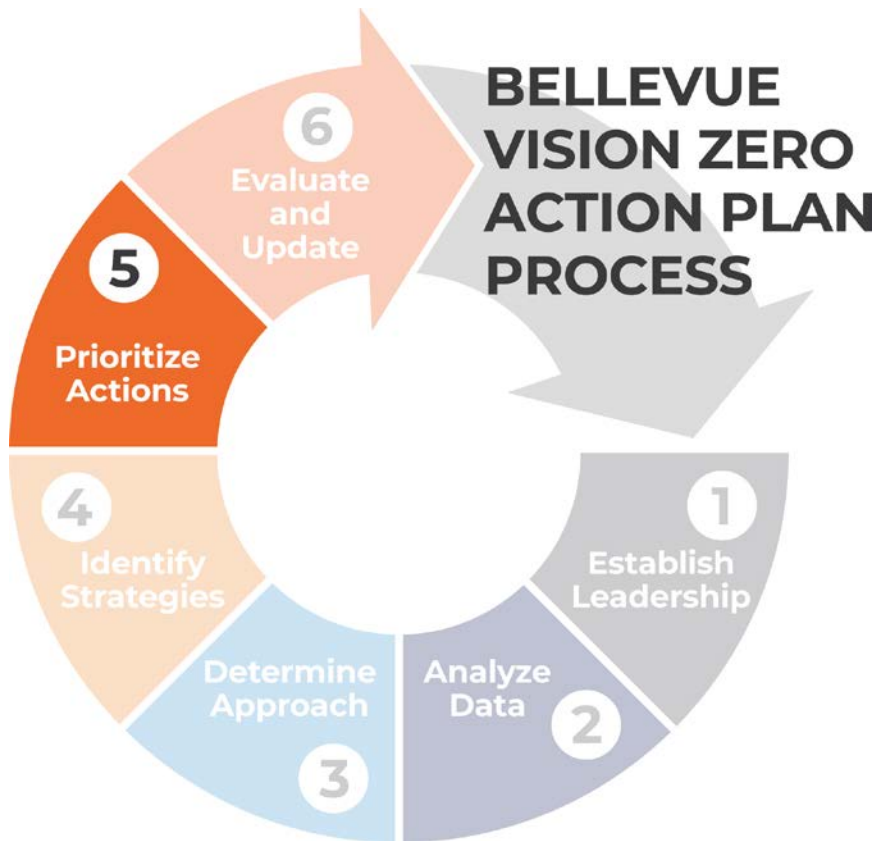 BELLEVUE
VISION ZERO
ACTION PLAN
PROCESS
1
Establish
Leadership
2
Analyze
Data
3
Determine
Approach
4
Identify
Strategies
5
Prioritize
Actions
6
Evaluate
and
Update